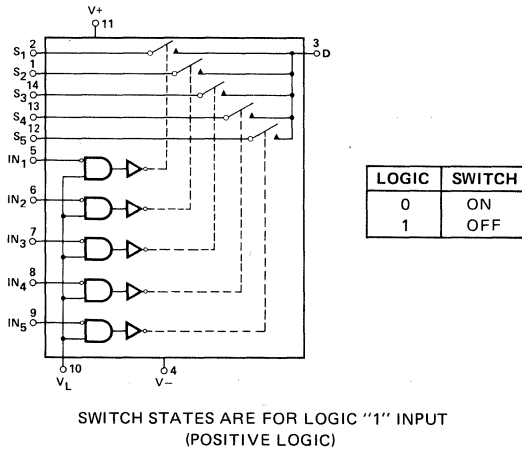 V+
11
S1 2
S2 1
S3 14
S4 13
S5 12
3 D
IN1 5
IN2 6
IN3 7
IN4 8
IN5 9
10
VL
4
V−
LOGIC SWITCH
0 ON
1 OFF
SWITCH STATES ARE FOR LOGIC "1" INPUT
(POSITIVE LOGIC)